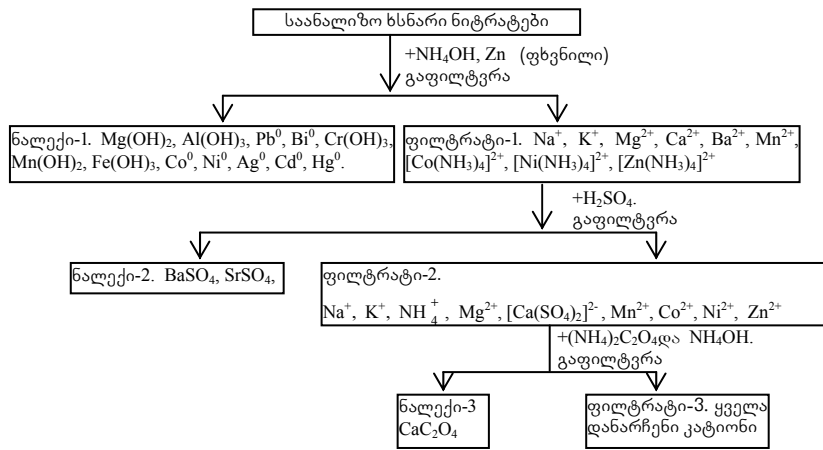 საანალიზო ხსნარი ნიტრატები
+NH₄OH, Zn (ფხვნილი)
გაფილტვრა
ნალექი-1. Mg(OH)₂, Al(OH)₃, Pb⁰, Bi⁰, Cr(OH)₃,
Mn(OH)₂, Fe(OH)₃, Co⁰, Ni⁰, Ag⁰, Cd⁰, Hg⁰.
ფილტრატი-1. Na⁺, K⁺, Mg²⁺, Ca²⁺, Ba²⁺, Mn²⁺,
[Co(NH₃)₄]²⁺, [Ni(NH₃)₄]²⁺, [Zn(NH₃)₄]²⁺
+H₂SO₄.
გაფილტვრა
ნალექი-2. BaSO₄, SrSO₄,
ფილტრატი-2.
Na⁺, K⁺, NH₄⁺, Mg²⁺, [Ca(SO₄)₂]²⁻, Mn²⁺, Co²⁺, Ni²⁺, Zn²⁺
+(NH₄)₂C₂O₄და NH₄OH.
გაფილტვრა
ნალექი-3
CaC₂O₄
ფილტრატი-3. ყველა
დანარჩენი კატიონი